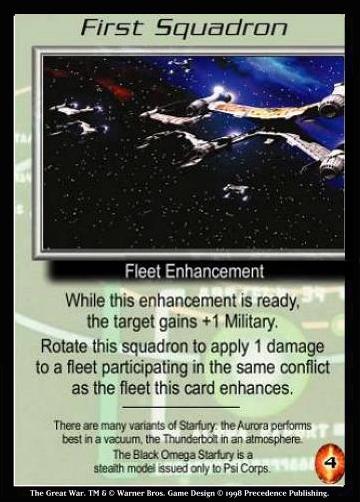 First Squadron
Fleet Enhancement
While this enhancement is ready,
the target gains +1 Military.
Rotate this squadron to apply 1 damage
to a fleet participating in the same conflict
as the fleet this card enhances.
There are many variants of Starfury: the Aurora performs
best in a vacuum, the Thunderbolt in an atmosphere.
The Black Omega Starfury is a
stealth model issued only to Psi Corps.
4
The Great War. TM & © Warner Bros. Game Design © 1998 Precedence Publishing.